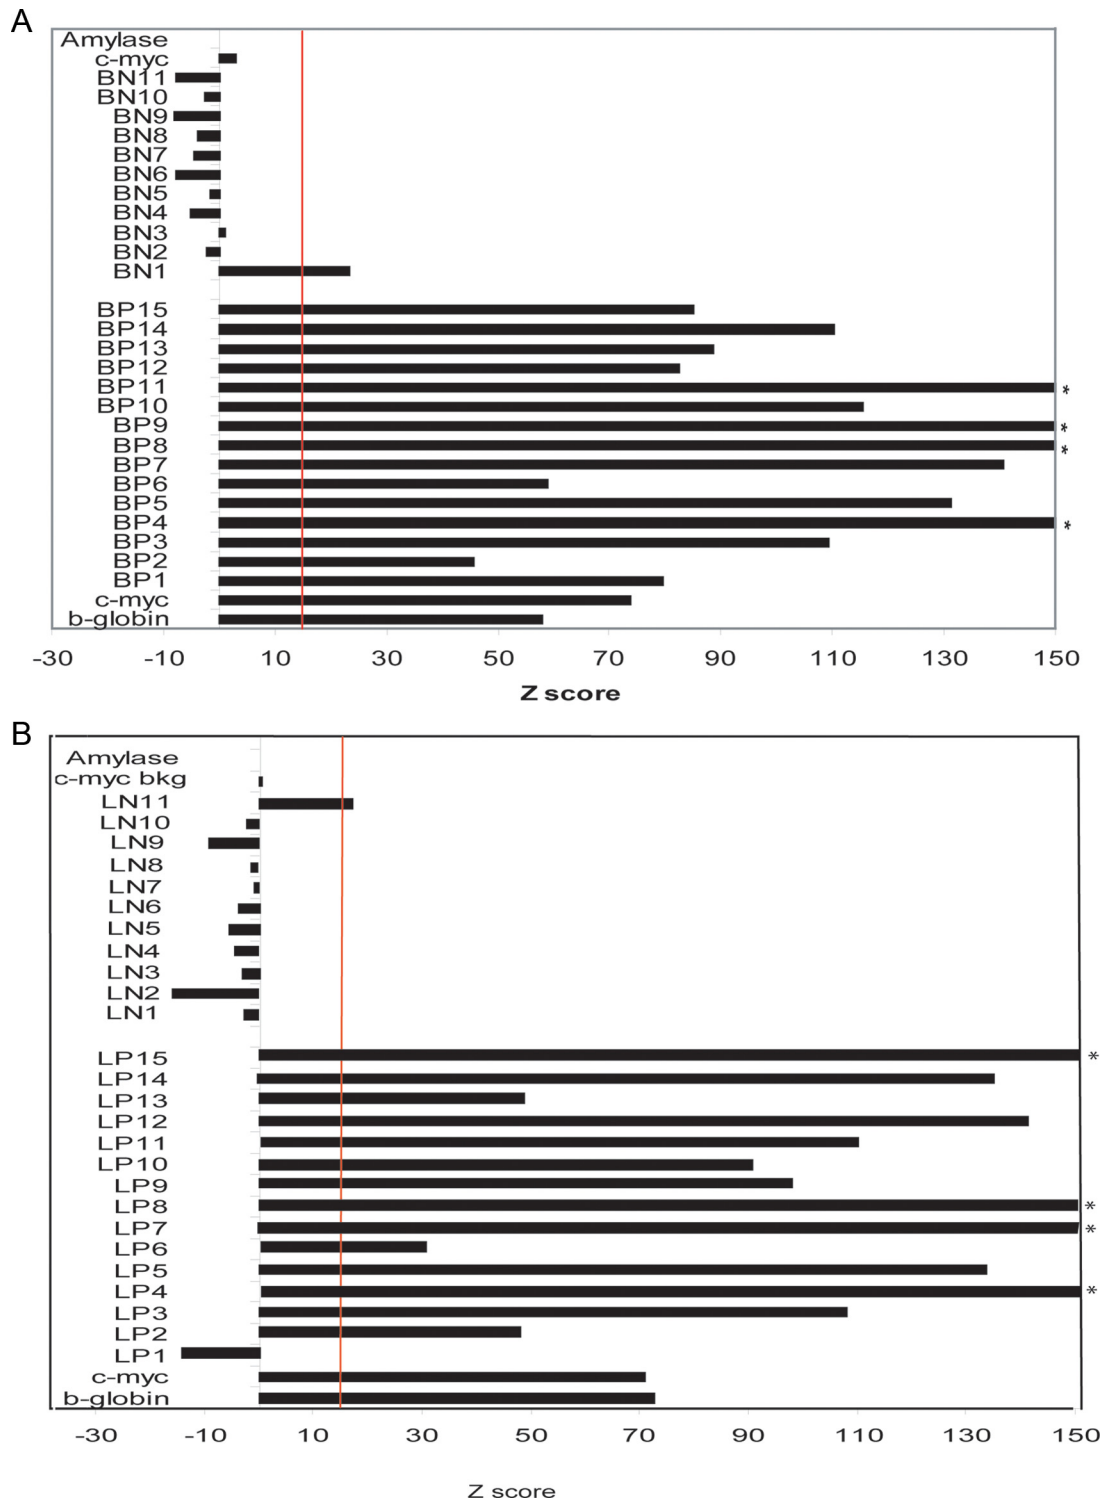 A
Amylase
c-myc
BN11
BN10
BN9
BN8
BN7
BN6
BN5
BN4
BN3
BN2
BN1
BP15
BP14
BP13
BP12
BP11 *
BP10
BP9 *
BP8 *
BP7
BP6
BP5
BP4 *
BP3
BP2
BP1
c-myc
b-globin
-30 -10 10 30 50 70 90 110 130 150
Z score
B
Amylase
c-myc bkg
LN11
LN10
LN9
LN8
LN7
LN6
LN5
LN4
LN3
LN2
LN1
LP15 *
LP14
LP13
LP12
LP11
LP10
LP9
LP8 *
LP7 *
LP6
LP5
LP4 *
LP3
LP2
LP1
c-myc
b-globin
-30 -10 10 30 50 70 90 110 130 150
Z score